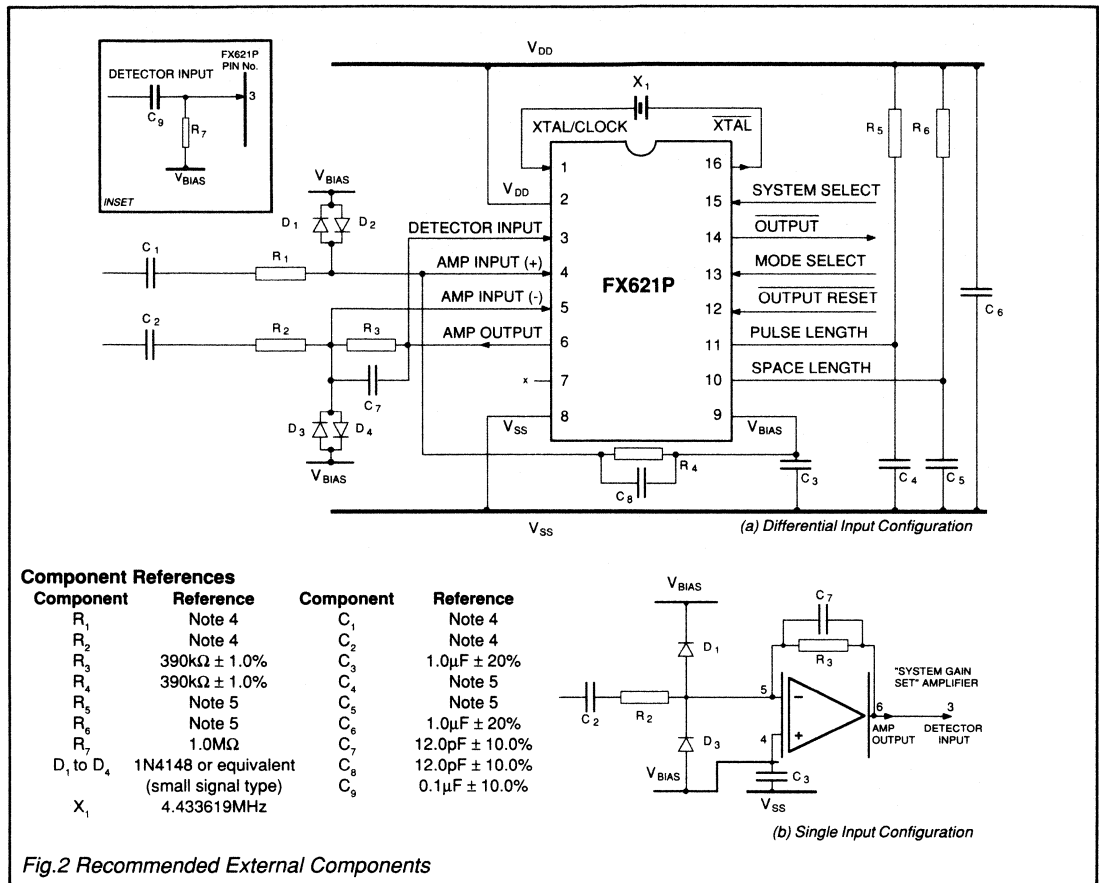 FX621P
PIN No.
DETECTOR INPUT
3
C9
R7
VBIAS
INSET
VDD
X1
XTAL/CLOCK
XTAL
R5
R6
1
16
VBIAS
VDD
2
15
SYSTEM SELECT
D1
D2
DETECTOR INPUT
3
14
OUTPUT
C1
R1
AMP INPUT (+)
4
FX621P
13
MODE SELECT
AMP INPUT (-)
5
12
OUTPUT RESET
C6
C2
R2
R3
AMP OUTPUT
6
11
PULSE LENGTH
x
7
10
SPACE LENGTH
C7
D3
D4
VSS
8
9
VBIAS
VBIAS
R4
C8
C3
C4
C5
VSS
(a) Differential Input Configuration
Component References
Component Reference Component Reference
R1 Note 4 C1 Note 4
R2 Note 4 C2 Note 4
R3 390kΩ ± 1.0% C3 1.0µF ± 20%
R4 390kΩ ± 1.0% C4 Note 5
R5 Note 5 C5 Note 5
R6 Note 5 C6 1.0µF ± 20%
R7 1.0MΩ C7 12.0pF ± 10.0%
D1 to D4 1N4148 or equivalent C8 12.0pF ± 10.0%
(small signal type) C9 0.1µF ± 10.0%
X1 4.433619MHz
VBIAS
C7
D1
R3
"SYSTEM GAIN
SET" AMPLIFIER
5
−
6
3
C2
R2
AMP
OUTPUT
DETECTOR
INPUT
D3
4
+
VBIAS
C3
VSS
(b) Single Input Configuration
Fig.2 Recommended External Components